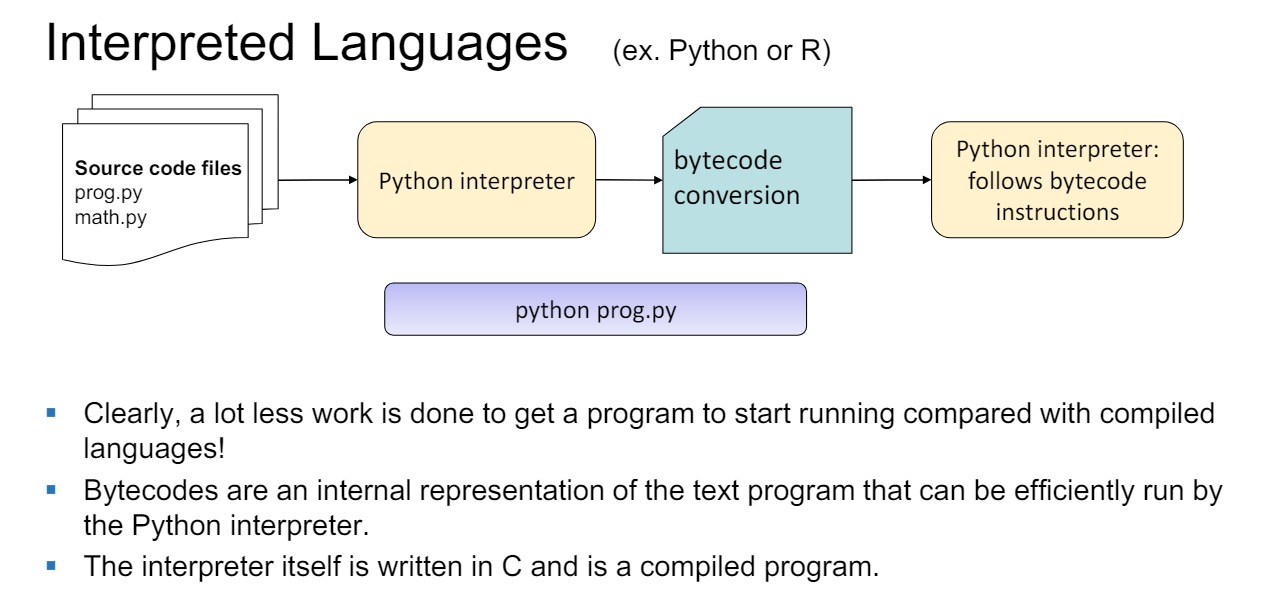 Interpreted Languages (ex. Python or R)
Source code files
prog.py
math.py
Python interpreter
bytecode
conversion
Python interpreter:
follows bytecode
instructions
python prog.py
Clearly, a lot less work is done to get a program to start running compared with compiled
languages!
Bytecodes are an internal representation of the text program that can be efficiently run by
the Python interpreter.
The interpreter itself is written in C and is a compiled program.